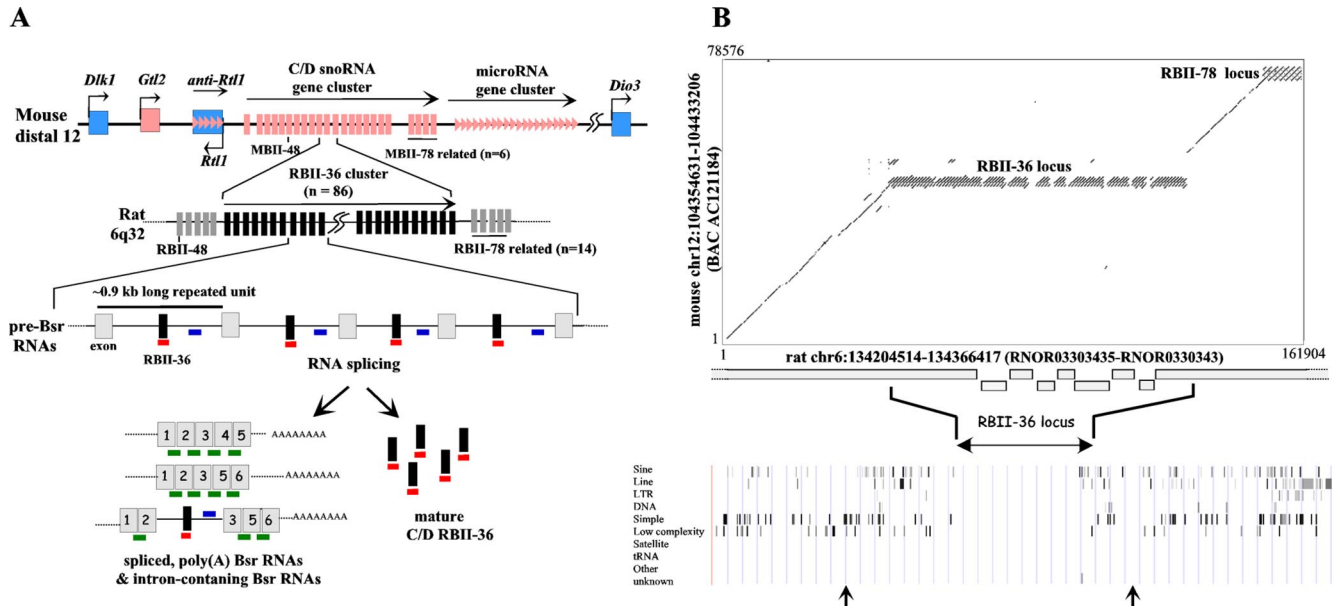 A
Dlk1
Gtl2
anti-Rtl1
C/D snoRNA
gene cluster
microRNA
gene cluster
Dio3
Mouse
distal 12
Rtl1
MBII-48
MBII-78 related (n=6)
RBII-36 cluster
(n = 86)
Rat
6q32
RBII-48
RBII-78 related (n=14)
~0.9 kb long repeated unit
pre-Bsr
RNAs
exon
RBII-36
RNA splicing
1 2 3 4 5
AAAAAAAA
1 2 3 5 6
AAAAAAAA
1 2
3 5 6
AAAAAAAA
mature
C/D RBII-36
spliced, poly(A) Bsr RNAs
& intron-contaning Bsr RNAs
B
78576
mouse chr12:104354631-104433206
(BAC AC121184)
RBII-78 locus
RBII-36 locus
1
1
161904
rat chr6:134204514-134366417 (RNOR03303435-RNOR0330343)
RBII-36 locus
Sine
Line
LTR
DNA
Simple
Low complexity
Satellite
tRNA
Other
unknown